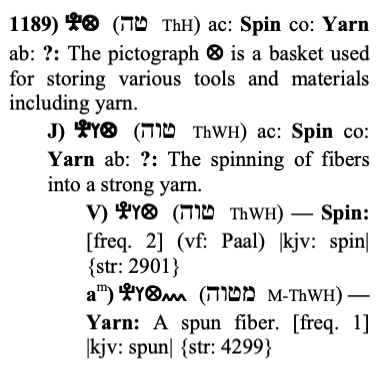 1189) (טה ThH) ac: Spin co: Yarn
ab: ?: The pictograph ⊗ is a basket used
for storing various tools and materials
including yarn.
J) (טוה ThWH) ac: Spin co:
Yarn ab: ?: The spinning of fibers
into a strong yarn.
V) (טוה ThWH) — Spin:
[freq. 2] (vf: Paal) |kjv: spin|
{str: 2901}
aᵐ) (מטוה M-ThWH) —
Yarn: A spun fiber. [freq. 1]
|kjv: spun| {str: 4299}